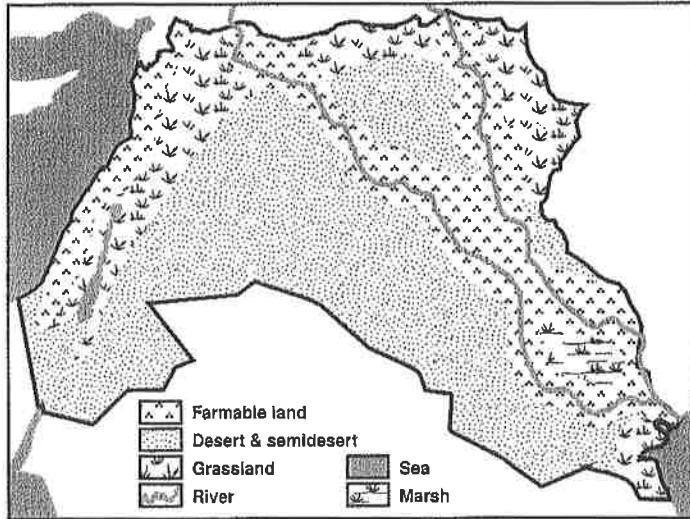 Farmable land
Desert & semidesert
Grassland
Sea
River
Marsh